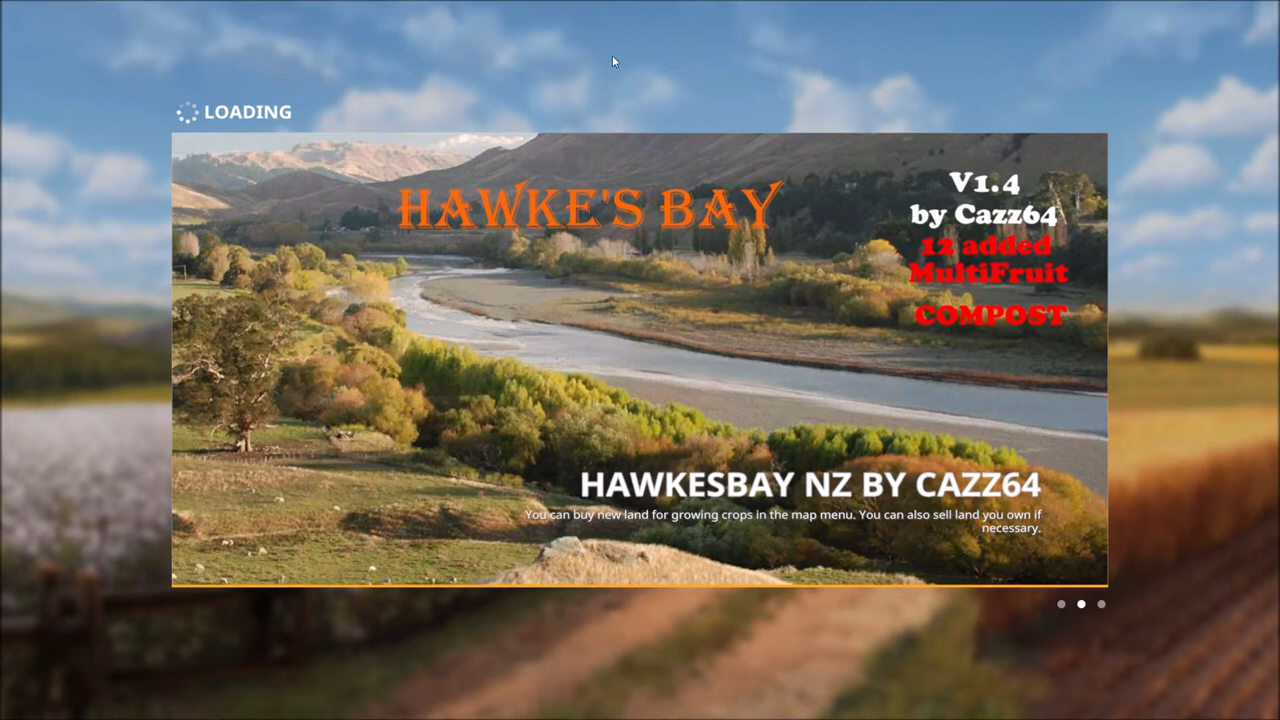 LOADING
HAWKE'S BAY
V1.4
by Cazz64
12 added
MultiFruit
COMPOST
HAWKESBAY NZ BY CAZZ64
You can buy new land for growing crops in the map menu. You can also sell land you own if
necessary.